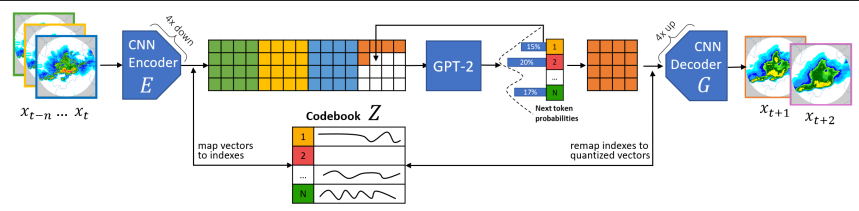 4x down
CNN
Encoder
E
x_{t-n} ... x_t
GPT-2
15%
20%
17%
1
2
...
N
Next token
probabilities
4x up
CNN
Decoder
G
x_{t+1}
x_{t+2}
Codebook Z
map vectors
to indexes
1
2
...
N
remap indexes to
quantized vectors